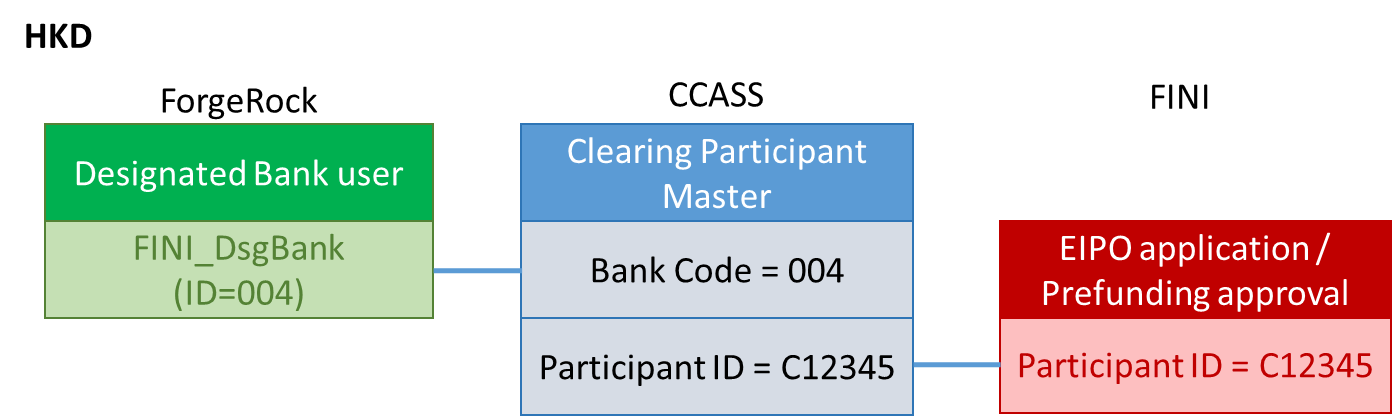 HKD
ForgeRock
CCASS
FINI
Designated Bank user
FINI_DsgBank
(ID=004)
Clearing Participant
Master
Bank Code = 004
Participant ID = C12345
EIPO application /
Prefunding approval
Participant ID = C12345